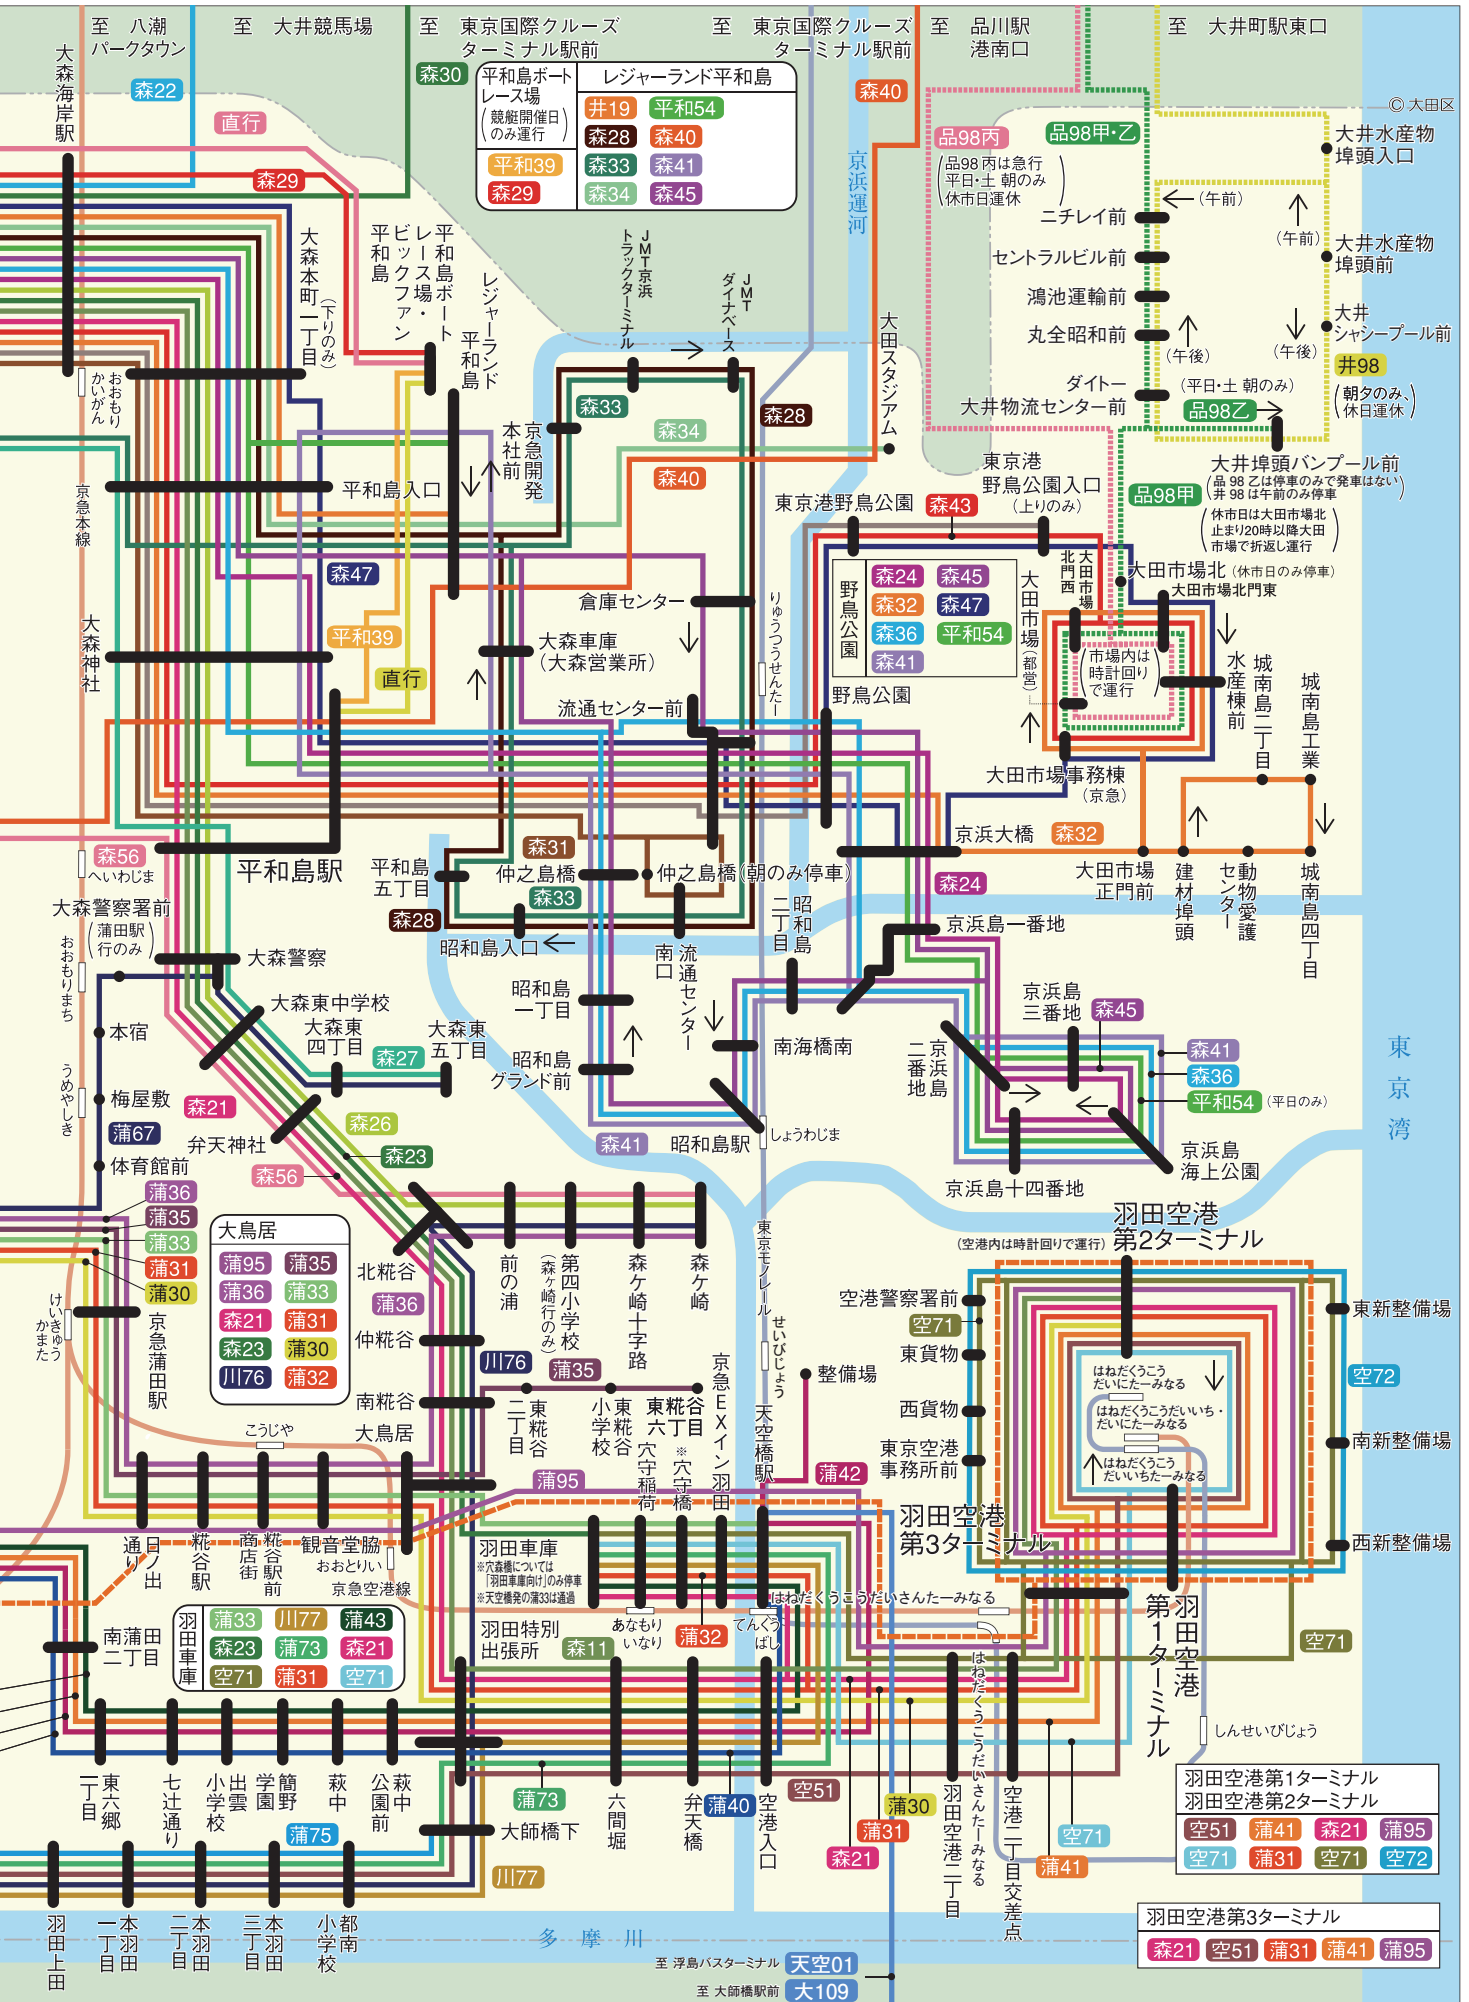 至 八潮
パークタウン
至 大井競馬場
至 東京国際クルーズ
ターミナル駅前
至 東京国際クルーズ
ターミナル駅前
至 品川駅
港南口
至 大井町駅東口
© 大田区
大森海岸駅
森22
直行
森29
森30
平和島ボート
レース場
(競艇開催日
のみ運行)
平和39
森29
レジャーランド平和島
井19 平和54
森28 森40
森33 森41
森34 森45
森40
京浜運河
品98丙
(品98丙は急行
平日・土 朝のみ
休市日運休)
品98甲・乙
大井水産物
埠頭入口
(午前)
ニチレイ前
(午前)
大井水産物
埠頭前
セントラルビル前
鴻池運輸前
丸全昭和前
(午後)
(午後)
大井
シャシープール前
井98
(朝夕のみ、
休日運休)
ダイトー
大井物流センター前
(平日・土 朝のみ)
品98乙
大井埠頭バンプール前
(品98乙は停車のみで発車はない
井98は午前のみ停車)
品98甲
(休市日は大田市場北
止まり20時以降大田
市場で折返し運行)
大森本町一丁目
(下りのみ)
平和島ボート
レース場・
ビックファン
平和島
レジャーランド
平和島
JMT京浜
トラックターミナル
JMT
ダイナベース
大田スタジアム
おおもり
かいがん
京急本線
森33
森28
森34
森40
京急開発
本社前
平和島入口
森47
大森神社
平和39
直行
大森車庫
(大森営業所)
倉庫センター
流通センター前
りゅうつうせんたー
東京港野鳥公園
森43
東京港
野鳥公園入口
(上りのみ)
野鳥公園
森24 森45
森32 森47
森36 平和54
森41
野鳥公園
大田市場(都営)
大田市場
北門西
大田市場北(休市日のみ停車)
大田市場北門東
(市場内は
時計回り
で運行)
水産棟前
城南島二丁目
城南島工業
大田市場事務棟
(京急)
京浜大橋
森32
大田市場
正門前
建材埠頭
動物愛護
センター
城南島四丁目
森24
森56
へいわじま
平和島駅
平和島
五丁目
森31
仲之島橋
森33
仲之島橋(朝のみ停車)
森28
昭和島入口
流通センター
南口
昭和島
二丁目
京浜島一番地
大森警察署前
(蒲田駅
行のみ)
大森警察
おおもりまち
本宿
大森東中学校
大森東
四丁目
大森東
五丁目
森27
昭和島
一丁目
昭和島
グランド前
南海橋南
京浜島
三番地
森45
京浜島
二番地
森41
森36
平和54(平日のみ)
東京湾
うめやしき
梅屋敷
蒲67
体育館前
森21
弁天神社
森26
森23
森56
森41
昭和島駅
しょうわじま
京浜島
海上公園
京浜島十四番地
蒲36
蒲35
蒲33
蒲31
蒲30
大鳥居
蒲95 蒲35
蒲36 蒲33
森21 蒲31
森23 蒲30
川76 蒲32
北糀谷
蒲36
仲糀谷
南糀谷
大鳥居
前の浦
第四小学校
(森ヶ崎行のみ)
森ケ崎十字路
森ケ崎
東京モノレール
けいきゅう
かまた
京急蒲田駅
こうじや
川76
蒲35
東糀谷
二丁目
東糀谷
小学校
東糀谷
六丁目
京急EXイン羽田
せいびじょう
整備場
天空橋駅
蒲42
蒲95
穴守稲荷
※穴守橋
(空港内は時計回りで運行)
羽田空港
第2ターミナル
空港警察署前
空71
東貨物
西貨物
東京空港
事務所前
東新整備場
空72
南新整備場
西新整備場
はねだくうこう
だいにたーみなる
はねだくうこうだいいち・
だいにたーみなる
はねだくうこう
だいいちたーみなる
羽田空港
第3ターミナル
羽田空港
第1ターミナル
空71
日ノ出
通り
糀谷駅
糀谷駅前
商店街
観音堂脇
おおとりい
京急空港線
羽田車庫
※穴森橋については
「羽田車庫向け」のみ停車
※天空橋発の蒲33は通過
羽田車庫
蒲33 川77 蒲43
森23 蒲73 森21
空71 蒲31 空71
羽田特別
出張所
森11
あなもり
いなり
蒲32
てんくう
ばし
はねだくうこうだいさんたーみなる
南蒲田
二丁目
東六郷
一丁目
七辻通り
出雲
小学校
簡野
学園
萩中
萩中
公園前
蒲75
蒲73
六間堀
弁天橋
蒲40
空港入口
空51
森21
蒲31
蒲30
羽田空港二丁目
はねだくうこうだいさんたーみなる
空港二丁目交差点
蒲41
空71
しんせいびじょう
大師橋下
川77
羽田空港第1ターミナル
羽田空港第2ターミナル
空51 蒲41 森21 蒲95
空71 蒲31 空71 空72
羽田空港第3ターミナル
森21 空51 蒲31 蒲41 蒲95
羽田上田
本羽田
一丁目
本羽田
二丁目
本羽田
三丁目
都南
小学校
多摩川
至 浮島バスターミナル 天空01
至 大師橋駅前 大109